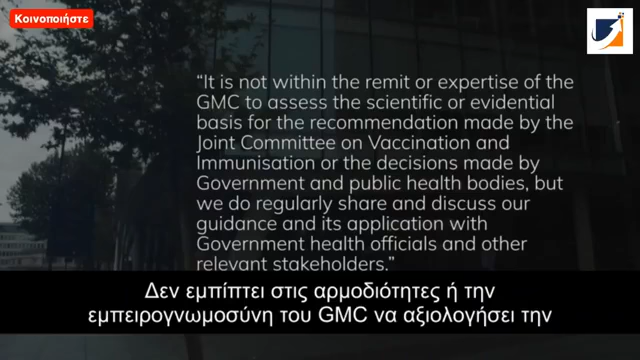 Κοινοποιήστε
“It is not within the remit or expertise of the
GMC to assess the scientific or evidential
basis for the recommendation made by the
Joint Committee on Vaccination and
Immunisation or the decisions made by
Government and public health bodies, but
we do regularly share and discuss our
guidance and its application with
Government health officials and other
relevant stakeholders.”
Δεν εμπίπτει στις αρμοδιότητες ή την
εμπειρογνωμοσύνη του GMC να αξιολογήσει την